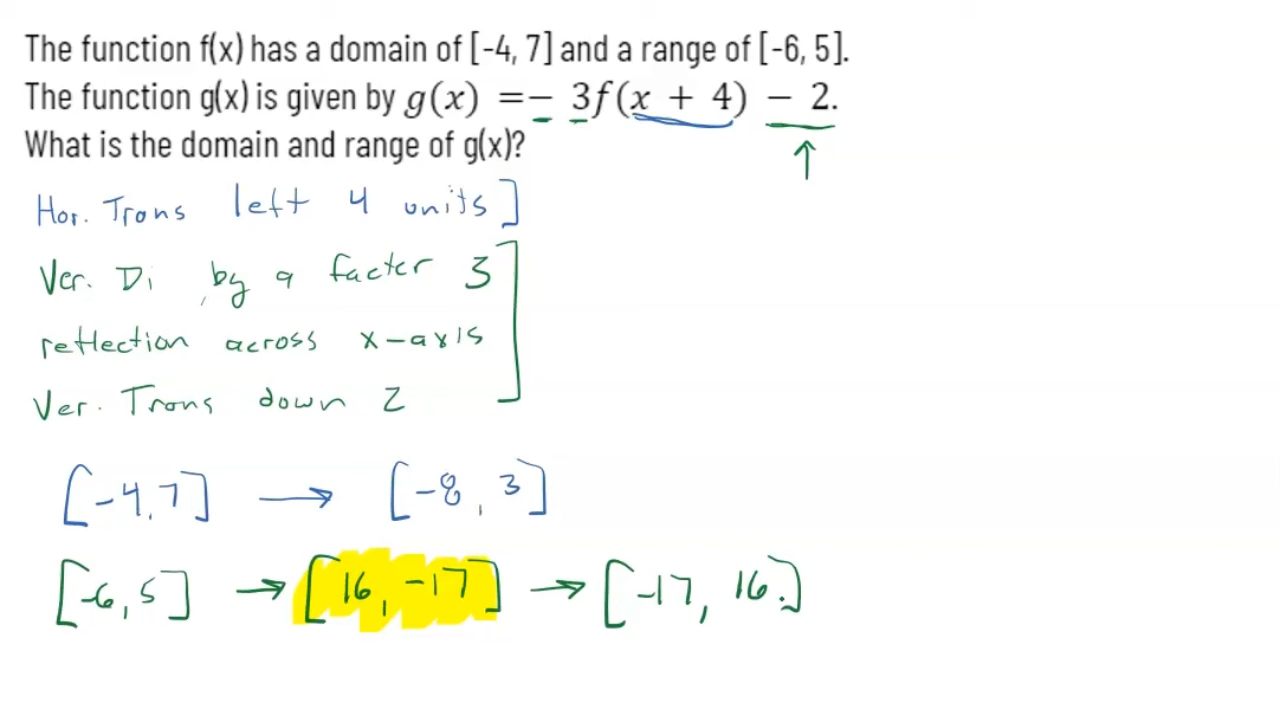 The function f(x) has a domain of [-4, 7] and a range of [-6, 5].
The function g(x) is given by g(x) =− 3f(x + 4) − 2.
What is the domain and range of g(x)?
Hor. Trans left 4 units ]
Ver. Di by a facter 3
reflection across x-axis
Ver. Trans down 2
[-4, 7] → [-8, 3]
[-6, 5] → [16, -17] → [-17, 16.]